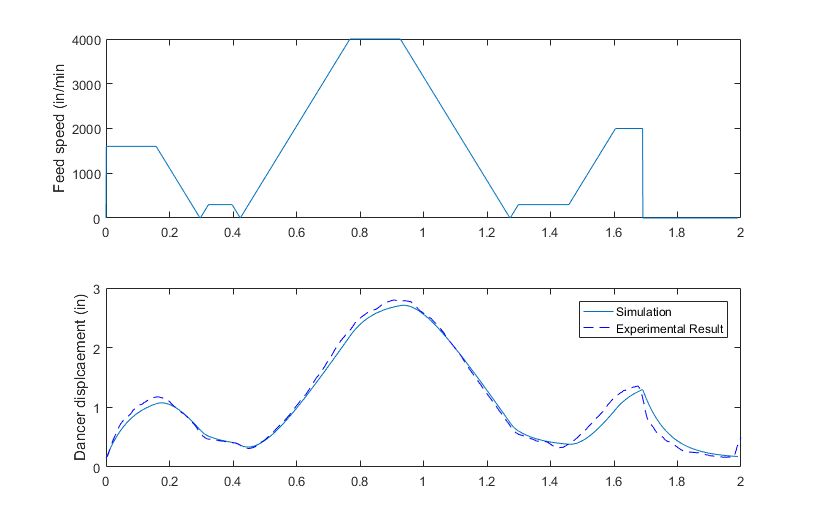 4000
3000
2000
1000
0
Feed speed (in/min
0 0.2 0.4 0.6 0.8 1 1.2 1.4 1.6 1.8 2
3
2
1
0
Dancer displcaement (in)
Simulation
Experimental Result
0 0.2 0.4 0.6 0.8 1 1.2 1.4 1.6 1.8 2